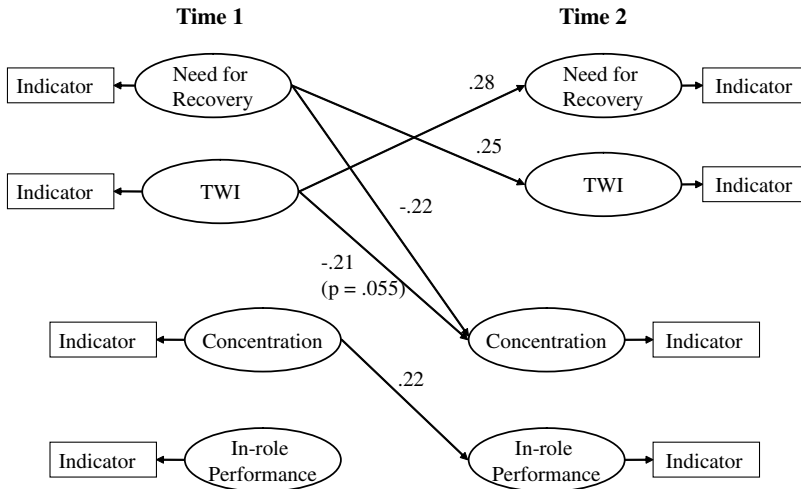 Time 1
Time 2
Indicator
Need for
Recovery
.28
Need for
Recovery
Indicator
.25
Indicator
TWI
TWI
Indicator
-.22
-.21
(p = .055)
Indicator
Concentration
Concentration
Indicator
.22
Indicator
In-role
Performance
In-role
Performance
Indicator